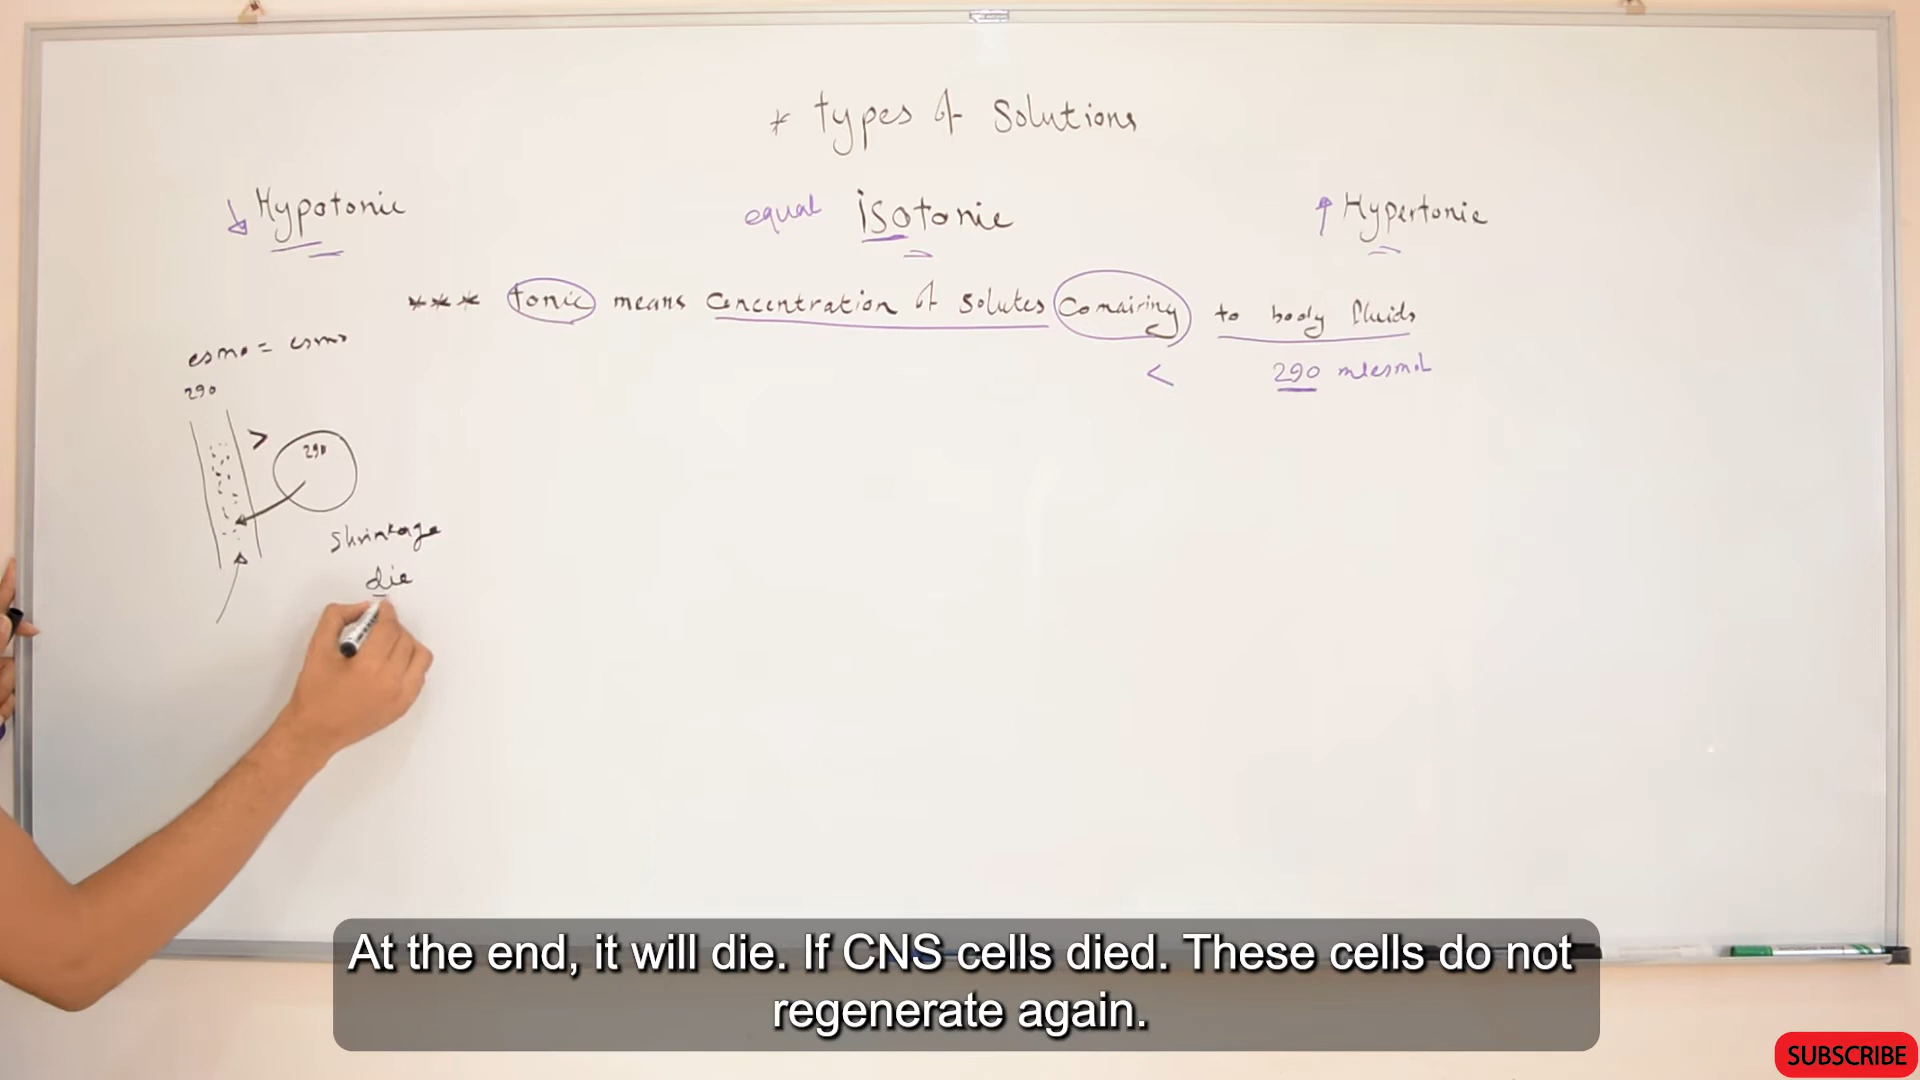 * types of Solutions
Hypotonic
equal isotonic
Hypertonic
*** tonic means concentration of solutes Comairing to body fluids
< 290 mlesmol
osmo = osmo
290
> 290
Shrinkage
die
At the end, it will die. If CNS cells died. These cells do not
regenerate again.
SUBSCRIBE